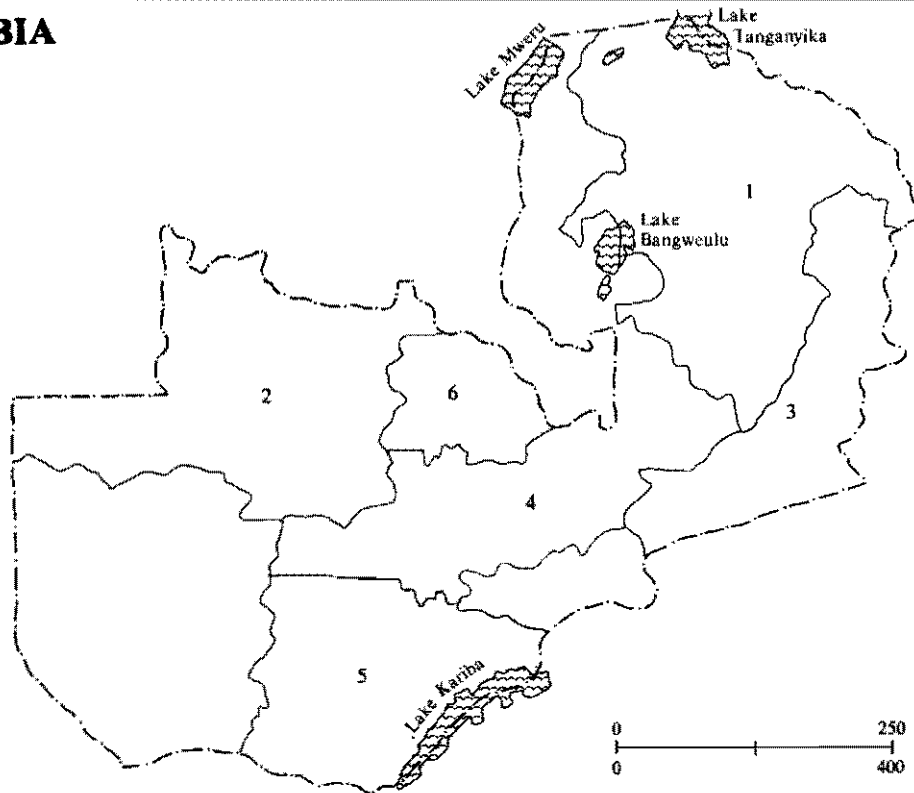 BIA
Lake Mweru
Lake
Tanganyika
1
Lake
Bangweulu
2
6
3
4
5
Lake Kariba
0
250
0
400